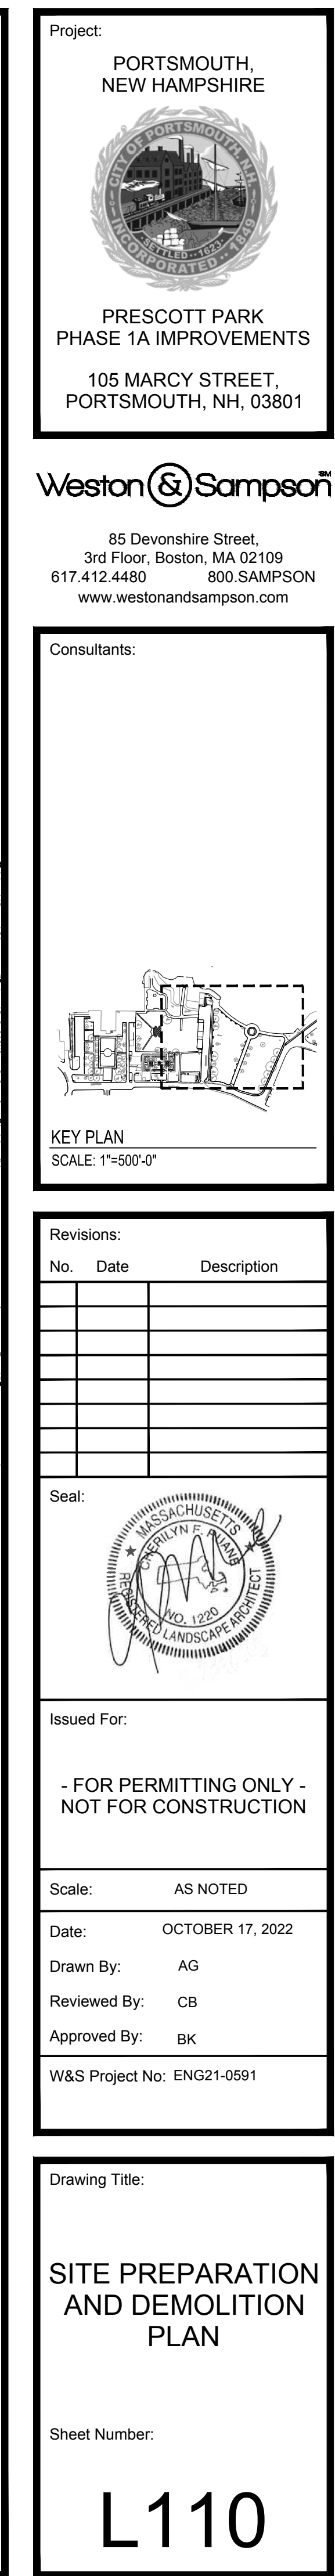 Project:
PORTSMOUTH,
NEW HAMPSHIRE
CITY OF PORTSMOUTH, NH
SETTLED 1623
INCORPORATED 1849
PRESCOTT PARK
PHASE 1A IMPROVEMENTS
105 MARCY STREET,
PORTSMOUTH, NH, 03801
Weston & Sampson SM
85 Devonshire Street,
3rd Floor, Boston, MA 02109
617.412.4480 800.SAMPSON
www.westonandsampson.com
Consultants:
KEY PLAN
SCALE: 1"=500'-0"
Revisions:
No. Date Description
Seal:
MASSACHUSETTS
CHERILYN F.
NO. 1220
REGISTERED LANDSCAPE ARCHITECT
Issued For:
- FOR PERMITTING ONLY -
NOT FOR CONSTRUCTION
Scale: AS NOTED
Date: OCTOBER 17, 2022
Drawn By: AG
Reviewed By: CB
Approved By: BK
W&S Project No: ENG21-0591
Drawing Title:
SITE PREPARATION
AND DEMOLITION
PLAN
Sheet Number:
L110